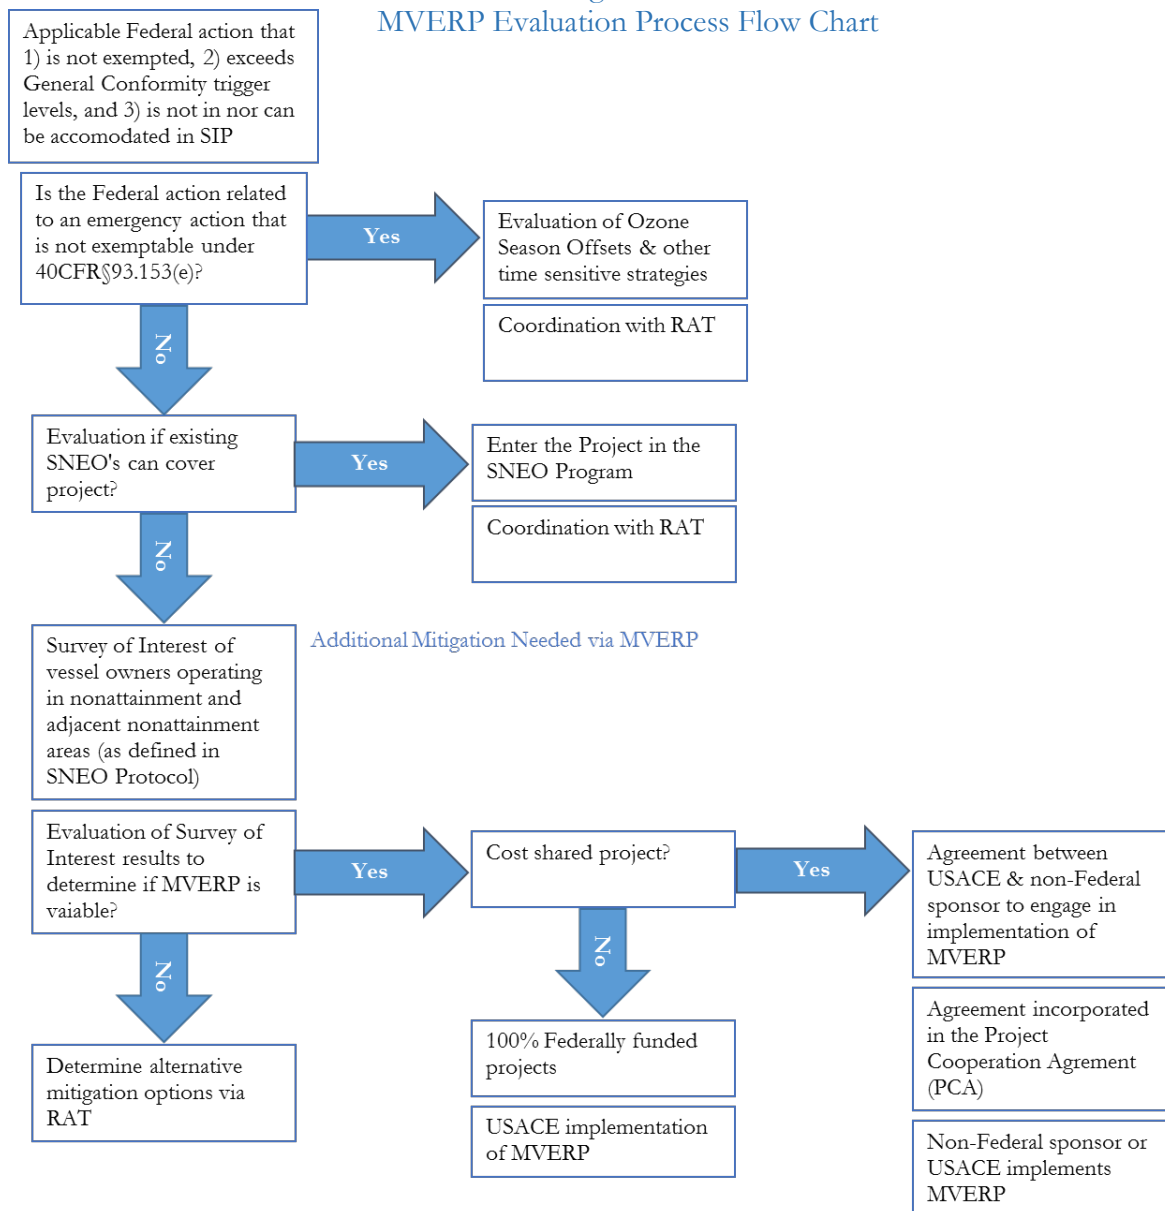 MVERP Evaluation Process Flow Chart
Applicable Federal action that
1) is not exempted, 2) exceeds
General Conformity trigger
levels, and 3) is not in nor can
be accomodated in SIP
Is the Federal action related
to an emergency action that
is not exemptable under
40CFR§93.153(e)?
Yes
Evaluation of Ozone
Season Offsets & other
time sensitive strategies
Coordination with RAT
No
Evaluation if existing
SNEO's can cover
project?
Yes
Enter the Project in the
SNEO Program
Coordination with RAT
No
Survey of Interest of
vessel owners operating
in nonattainment and
adjacent nonattainment
areas (as defined in
SNEO Protocol)
Additional Mitigation Needed via MVERP
Evaluation of Survey of
Interest results to
determine if MVERP is
vaiable?
Yes
Cost shared project?
Yes
Agreement between
USACE & non-Federal
sponsor to engage in
implementation of
MVERP
No
No
Determine alternative
mitigation options via
RAT
100% Federally funded
projects
USACE implementation
of MVERP
Agreement incorporated
in the Project
Cooperation Agrement
(PCA)
Non-Federal sponsor or
USACE implements
MVERP